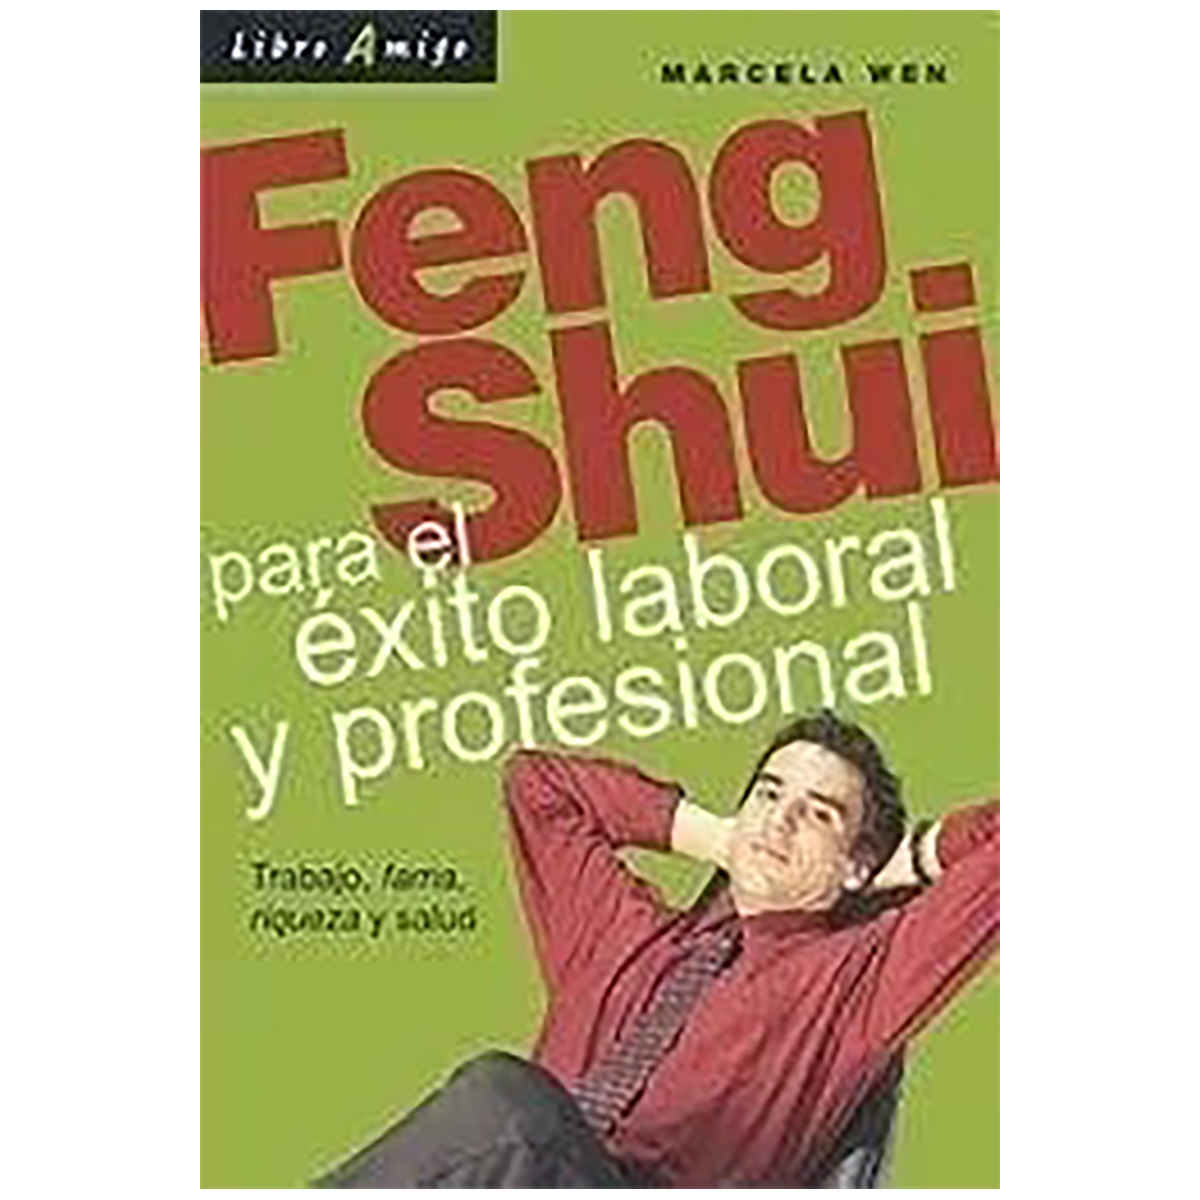 Libro Amigo
MARCELA WEN
Feng
Shui
para el
éxito laboral
y profesional
Trabajo, fama,
riqueza y salud